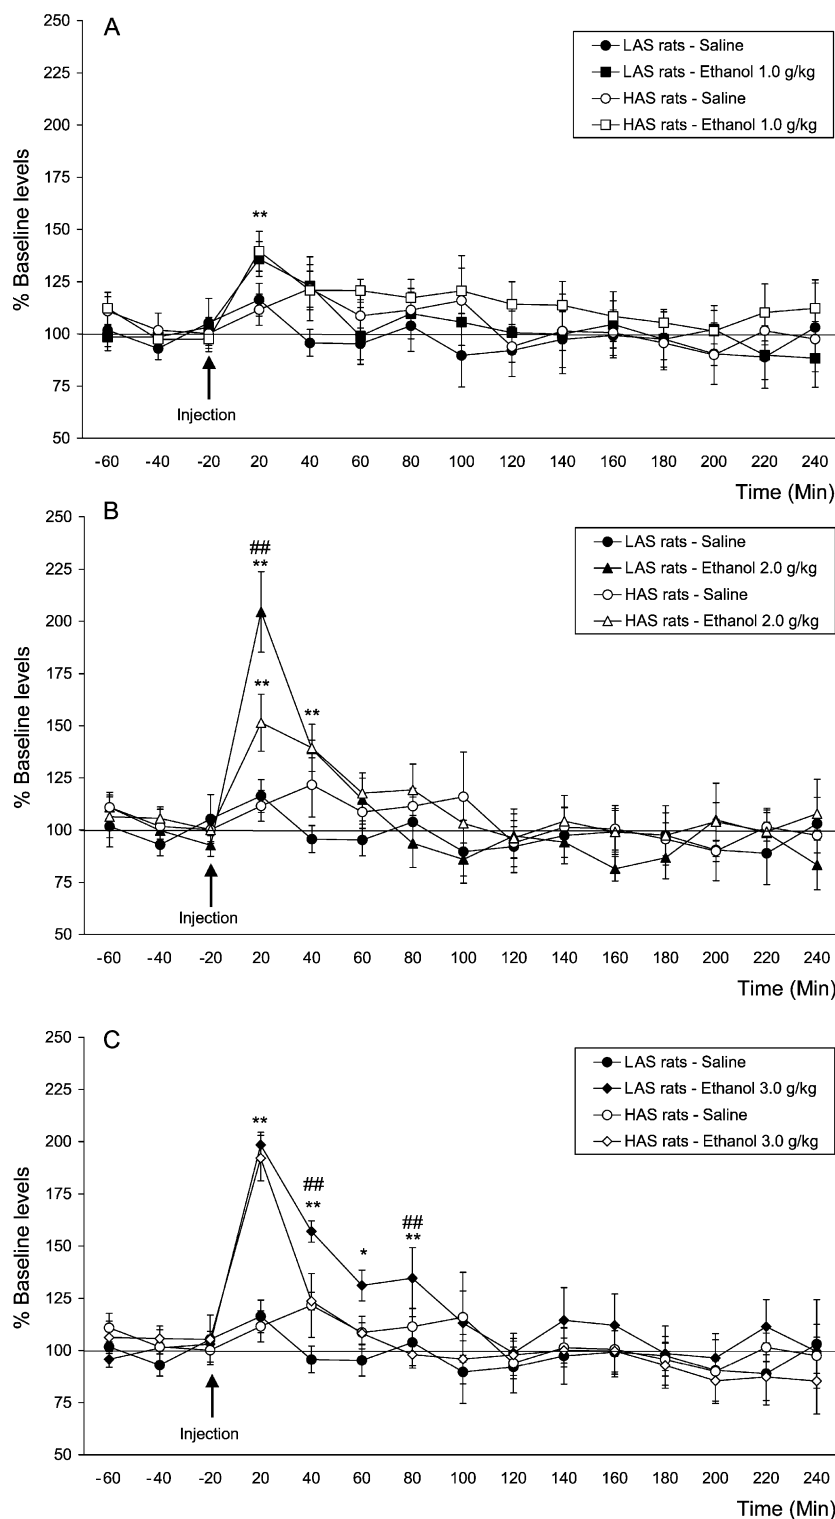 A
250
225
200
175
150
125
100
75
50
% Baseline levels
LAS rats - Saline
LAS rats - Ethanol 1.0 g/kg
HAS rats - Saline
HAS rats - Ethanol 1.0 g/kg
**
Injection
-60 -40 -20 20 40 60 80 100 120 140 160 180 200 220 240
Time (Min)
B
250
225
200
175
150
125
100
75
50
% Baseline levels
LAS rats - Saline
LAS rats - Ethanol 2.0 g/kg
HAS rats - Saline
HAS rats - Ethanol 2.0 g/kg
##
**
** **
Injection
-60 -40 -20 20 40 60 80 100 120 140 160 180 200 220 240
Time (Min)
C
250
225
200
175
150
125
100
75
50
% Baseline levels
LAS rats - Saline
LAS rats - Ethanol 3.0 g/kg
HAS rats - Saline
HAS rats - Ethanol 3.0 g/kg
**
##
**
*
##
**
Injection
-60 -40 -20 20 40 60 80 100 120 140 160 180 200 220 240
Time (Min)